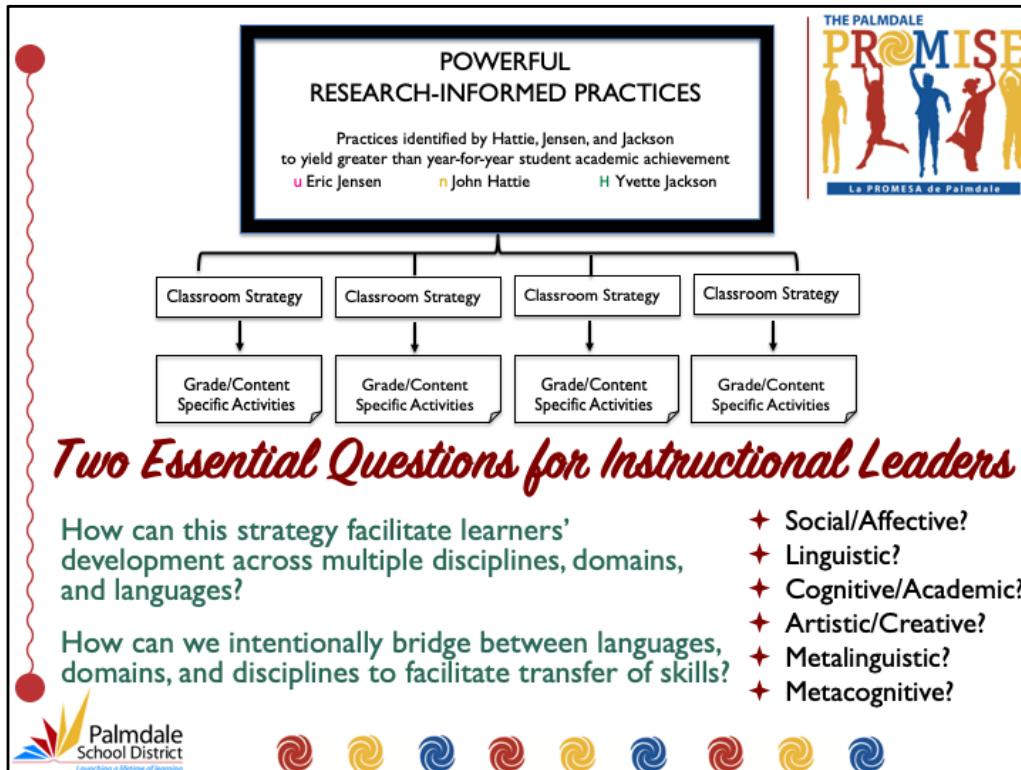 THE PALMDALE
PROMISE
La PROMESA de Palmdale
POWERFUL
RESEARCH-INFORMED PRACTICES
Practices identified by Hattie, Jensen, and Jackson
to yield greater than year-for-year student academic achievement
u Eric Jensen n John Hattie H Yvette Jackson
Classroom Strategy Classroom Strategy Classroom Strategy Classroom Strategy
Grade/Content Grade/Content Grade/Content Grade/Content
Specific Activities Specific Activities Specific Activities Specific Activities
Two Essential Questions for Instructional Leaders
How can this strategy facilitate learners'
development across multiple disciplines, domains,
and languages?
How can we intentionally bridge between languages,
domains, and disciplines to facilitate transfer of skills?
Social/Affective?
Linguistic?
Cognitive/Academic?
Artistic/Creative?
Metalinguistic?
Metacognitive?
Palmdale
School District
Launching a lifetime of learning